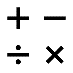 + −
÷ ×